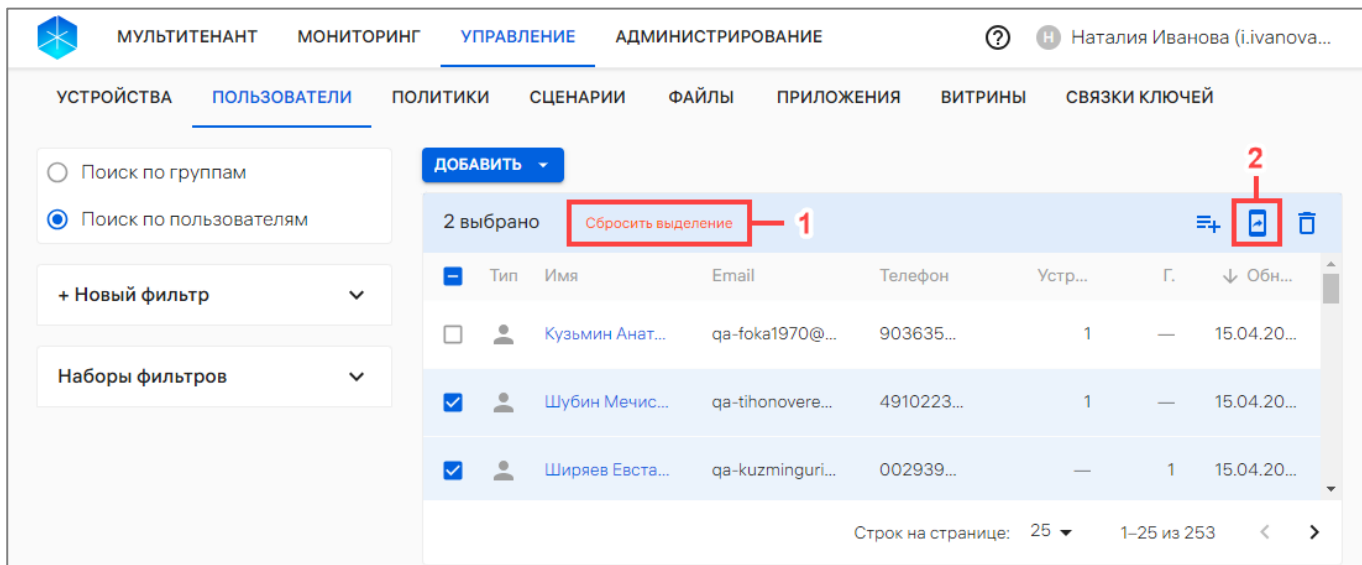 МУЛЬТИТЕНАНТ МОНИТОРИНГ УПРАВЛЕНИЕ АДМИНИСТРИРОВАНИЕ ? Н Наталия Иванова (i.ivanova...
УСТРОЙСТВА ПОЛЬЗОВАТЕЛИ ПОЛИТИКИ СЦЕНАРИИ ФАЙЛЫ ПРИЛОЖЕНИЯ ВИТРИНЫ СВЯЗКИ КЛЮЧЕЙ
Поиск по группам
Поиск по пользователям
+ Новый фильтр
Наборы фильтров
ДОБАВИТЬ
2
2 выбрано Сбросить выделение 1
Тип Имя Email Телефон Устр... Г. ↓ Обн...
Кузьмин Анат... qa-foka1970@... 903635... 1 — 15.04.20...
Шубин Мечис... qa-tihonovere... 4910223... 1 — 15.04.20...
Ширяев Евста... qa-kuzminguri... 002939... — 1 15.04.20...
Строк на странице: 25 1–25 из 253 < >